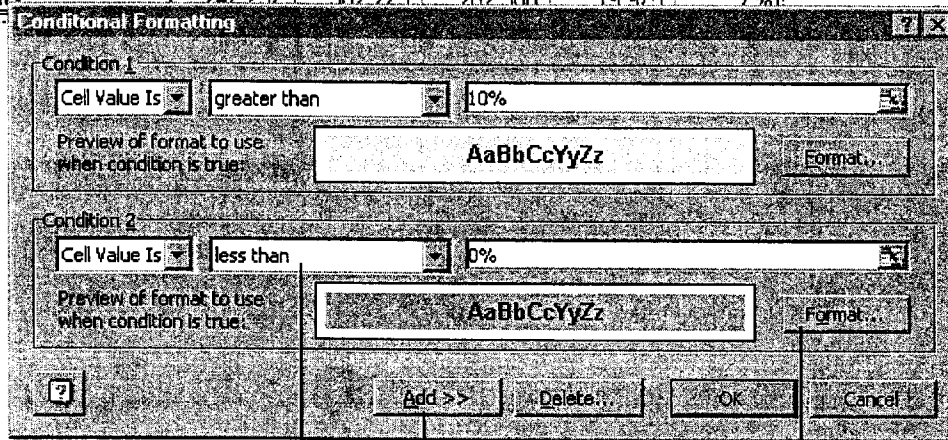 Conditional Formatting
Condition 1
Cell Value Is greater than 10%
Preview of format to use
when condition is true:
AaBbCcYyZz
Format...
Condition 2
Cell Value Is less than 0%
Preview of format to use
when condition is true:
AaBbCcYyZz
Format...
Add >> Delete... OK Cancel